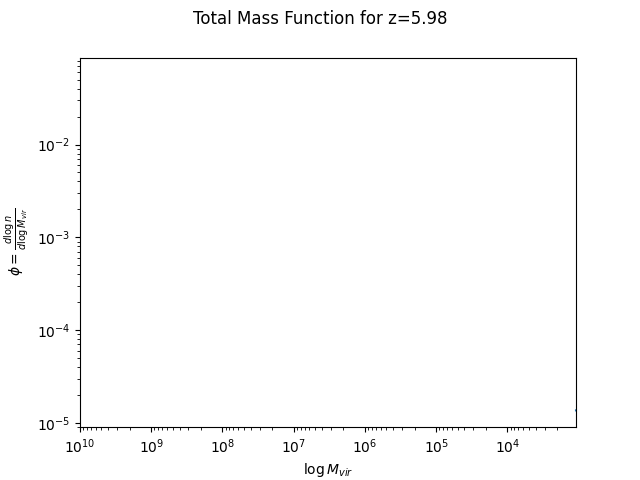 Total Mass Function for z=5.98
10^{-2}
10^{-3}
10^{-4}
10^{-5}
ϕ = \frac{d\log n}{d\log M_{vir}}
10^{10} 10^{9} 10^{8} 10^{7} 10^{6} 10^{5} 10^{4}
log M_{vir}